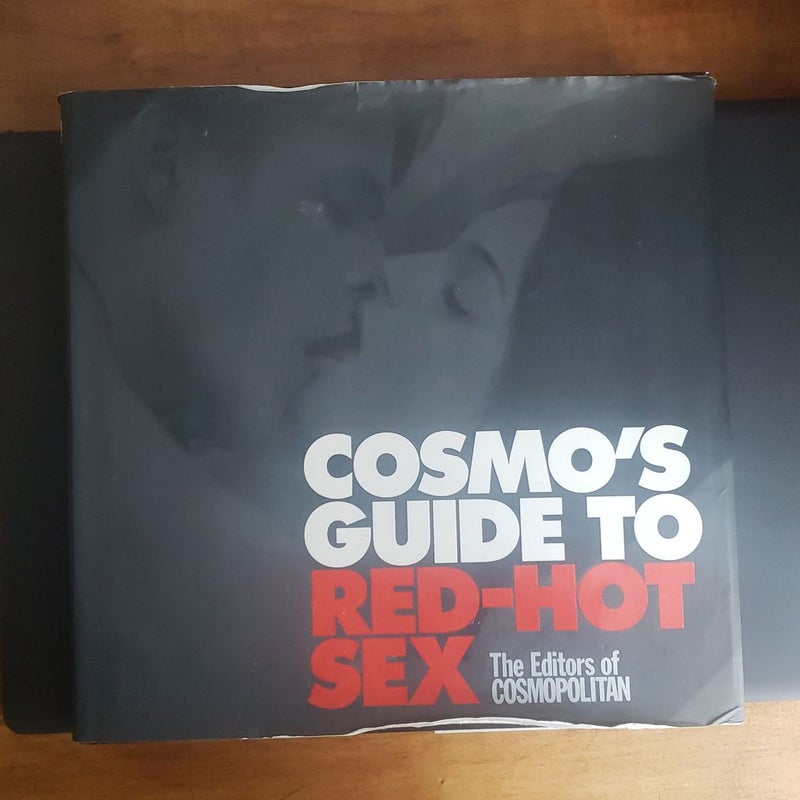 COSMO'S
GUIDE TO
RED-HOT
SEX
The Editors of
COSMOPOLITAN